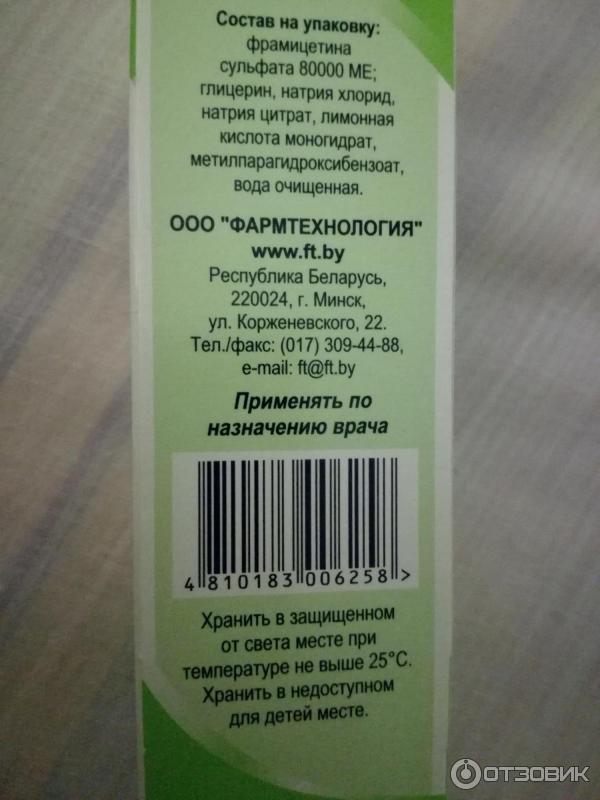 Состав на упаковку:
фрамицетина
сульфата 80000 МЕ;
глицерин, натрия хлорид,
натрия цитрат, лимонная
кислота моногидрат,
метилпарагидроксибензоат,
вода очищенная.
ООО "ФАРМТЕХНОЛОГИЯ"
www.ft.by
Республика Беларусь,
220024, г. Минск,
ул. Корженевского, 22.
Тел./факс: (017) 309-44-88,
e-mail: ft@ft.by
Применять по
назначению врача
4 810183 006258 >
Хранить в защищенном
от света месте при
температуре не выше 25°С.
Хранить в недоступном
для детей месте.
ОТЗОВИК